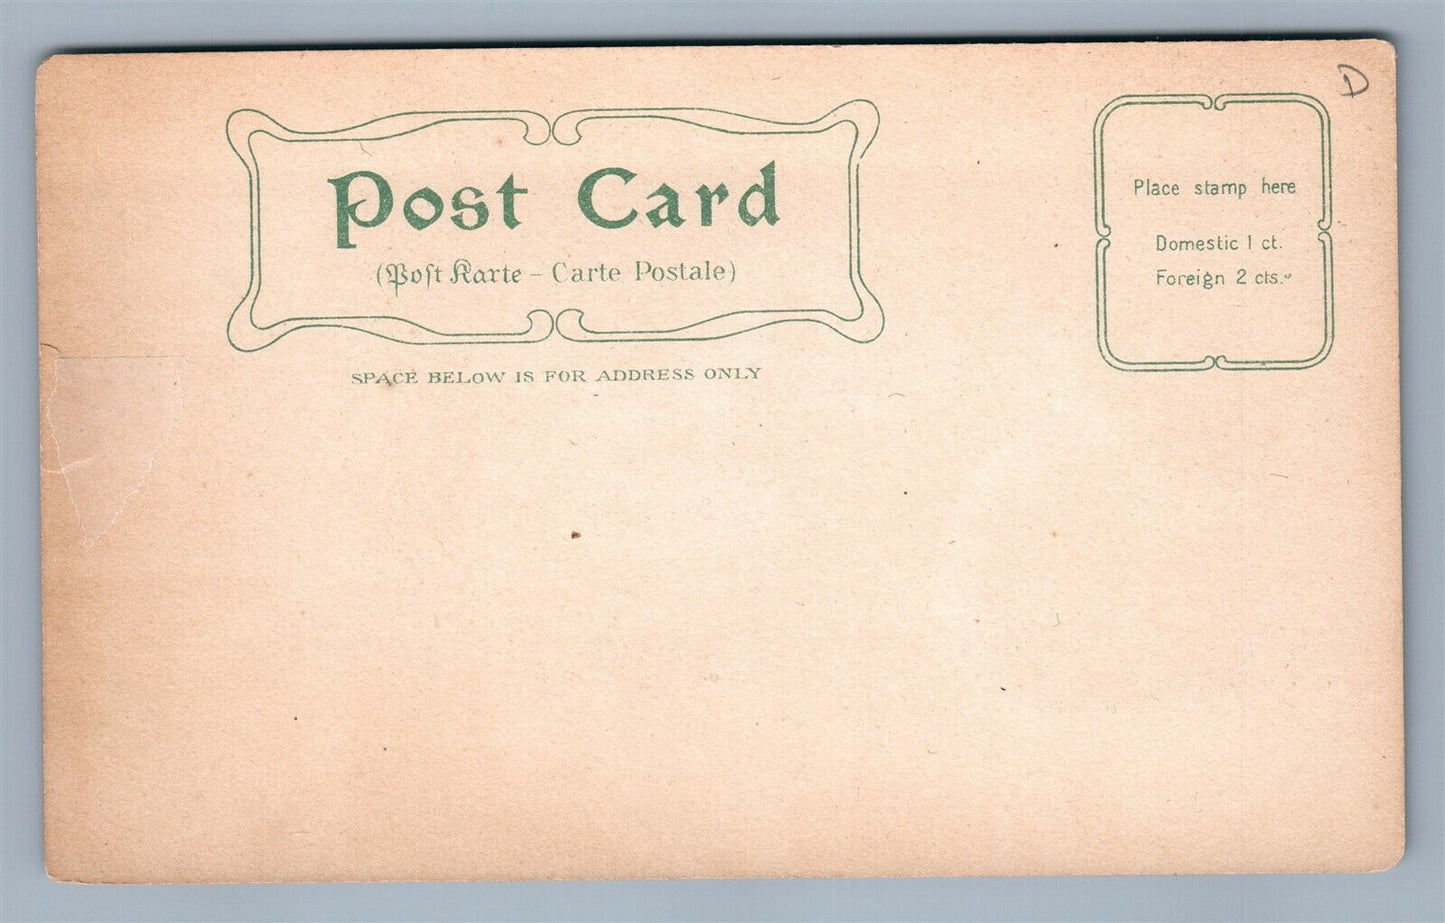 D
Post Card
(Poſt Karte - Carte Postale)
SPACE BELOW IS FOR ADDRESS ONLY
Place stamp here
Domestic 1 ct.
Foreign 2 cts.